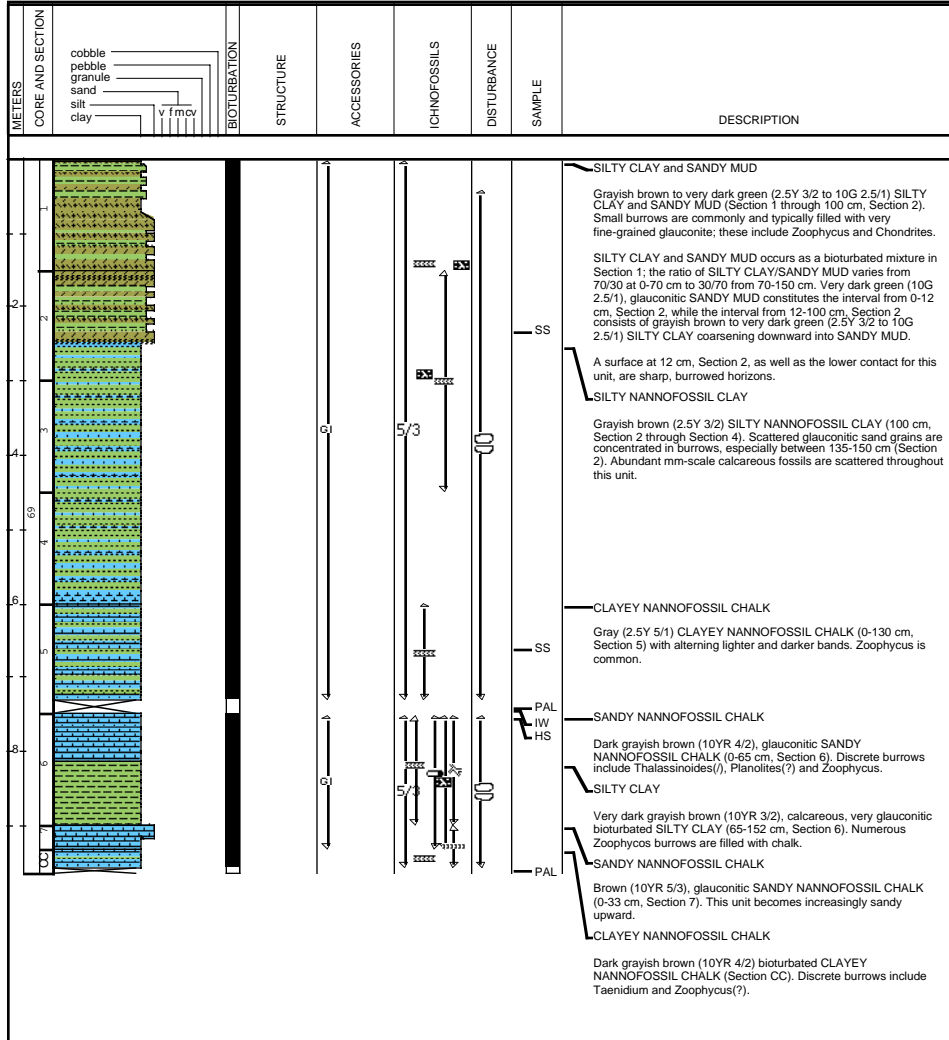 METERS
CORE AND SECTION
cobble
pebble
granule
sand
silt
v f m c v
clay
BIOTURBATION
STRUCTURE
ACCESSORIES
ICHNOFOSSILS
DISTURBANCE
SAMPLE
DESCRIPTION
SILTY CLAY and SANDY MUD
Grayish brown to very dark green (2.5Y 3/2 to 10G 2.5/1) SILTY
CLAY and SANDY MUD (Section 1 through 100 cm, Section 2).
Small burrows are commonly and typically filled with very
fine-grained glauconite; these include Zoophycus and Chondrites.
SILTY CLAY and SANDY MUD occurs as a bioturbated mixture in
Section 1; the ratio of SILTY CLAY/SANDY MUD varies from
70/30 at 0-70 cm to 30/70 from 70-150 cm. Very dark green (10G
2.5/1), glauconitic SANDY MUD constitutes the interval from 0-12
cm, Section 2, while the interval from 12-100 cm, Section 2
consists of grayish brown to very dark green (2.5Y 3/2 to 10G
2.5/1) SILTY CLAY coarsening downward into SANDY MUD.
A surface at 12 cm, Section 2, as well as the lower contact for this
unit, are sharp, burrowed horizons.
SILTY NANNOFOSSIL CLAY
Grayish brown (2.5Y 3/2) SILTY NANNOFOSSIL CLAY (100 cm,
Section 2 through Section 4). Scattered glauconitic sand grains are
concentrated in burrows, especially between 135-150 cm (Section
2). Abundant mm-scale calcareous fossils are scattered throughout
this unit.
CLAYEY NANNOFOSSIL CHALK
Gray (2.5Y 5/1) CLAYEY NANNOFOSSIL CHALK (0-130 cm,
Section 5) with alterning lighter and darker bands. Zoophycus is
common.
SANDY NANNOFOSSIL CHALK
Dark grayish brown (10YR 4/2), glauconitic SANDY
NANNOFOSSIL CHALK (0-65 cm, Section 6). Discrete burrows
include Thalassinoides(/), Planolites(?) and Zoophycus.
SILTY CLAY
Very dark grayish brown (10YR 3/2), calcareous, very glauconitic
bioturbated SILTY CLAY (65-152 cm, Section 6). Numerous
Zoophycos burrows are filled with chalk.
SANDY NANNOFOSSIL CHALK
Brown (10YR 5/3), glauconitic SANDY NANNOFOSSIL CHALK
(0-33 cm, Section 7). This unit becomes increasingly sandy
upward.
CLAYEY NANNOFOSSIL CHALK
Dark grayish brown (10YR 4/2) bioturbated CLAYEY
NANNOFOSSIL CHALK (Section CC). Discrete burrows include
Taenidium and Zoophycus(?).
2
4
6
8
69
1
2
3
4
5
6
7
CC
Gl
5/3
Gl
5/3
SS
SS
PAL
IW
HS
PAL